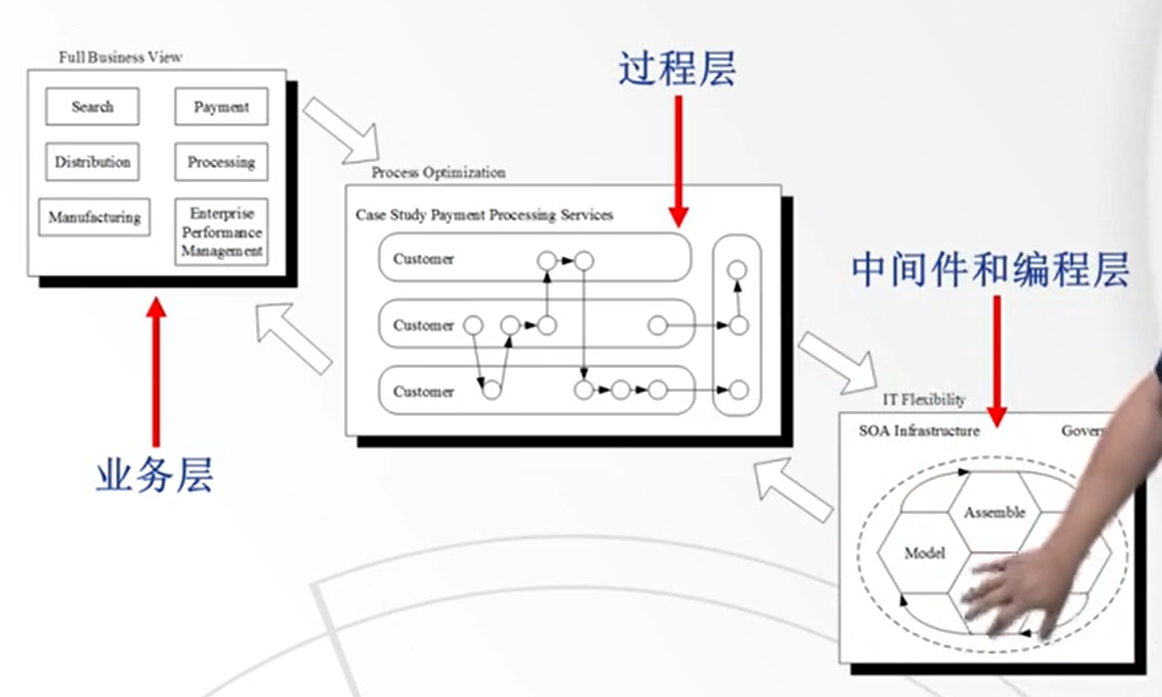 Full Business View
Search
Payment
Distribution
Processing
Manufacturing
Enterprise
Performance
Management
业务层
过程层
Process Optimization
Case Study Payment Processing Services
Customer
Customer
Customer
中间件和编程层
IT Flexibility
SOA Infrastructure
Assemble
Model